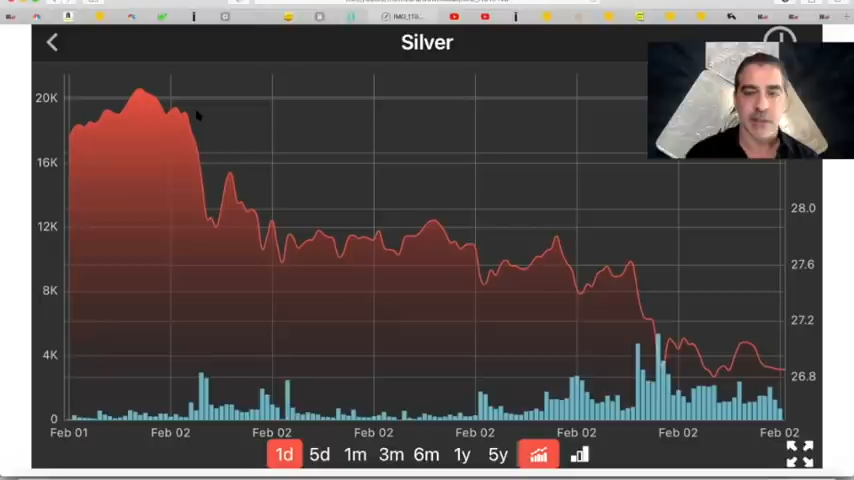 Silver
20K
16K
12K
8K
4K
0
28.0
27.6
27.2
26.8
Feb 01 Feb 02 Feb 02 Feb 02 Feb 02 Feb 02 Feb 02 Feb 02
1d 5d 1m 3m 6m 1y 5y